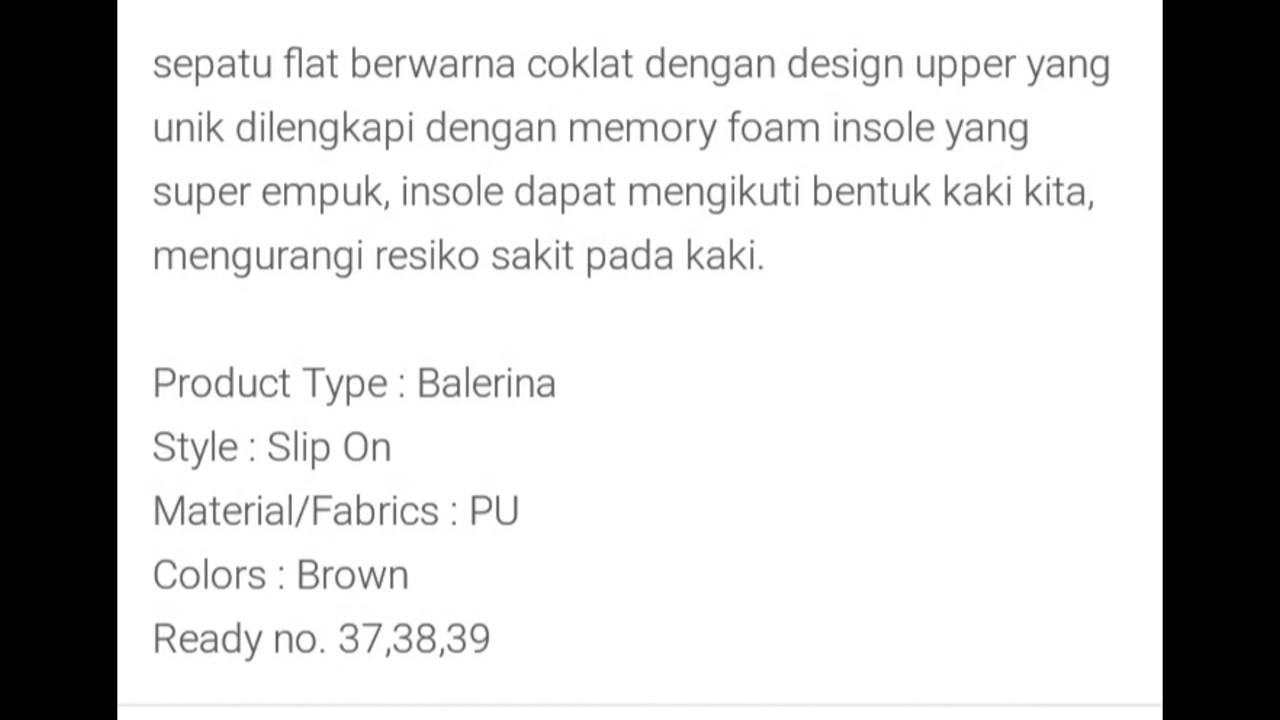 sepatu flat berwarna coklat dengan design upper yang
unik dilengkapi dengan memory foam insole yang
super empuk, insole dapat mengikuti bentuk kaki kita,
mengurangi resiko sakit pada kaki.
Product Type : Balerina
Style : Slip On
Material/Fabrics : PU
Colors : Brown
Ready no. 37,38,39